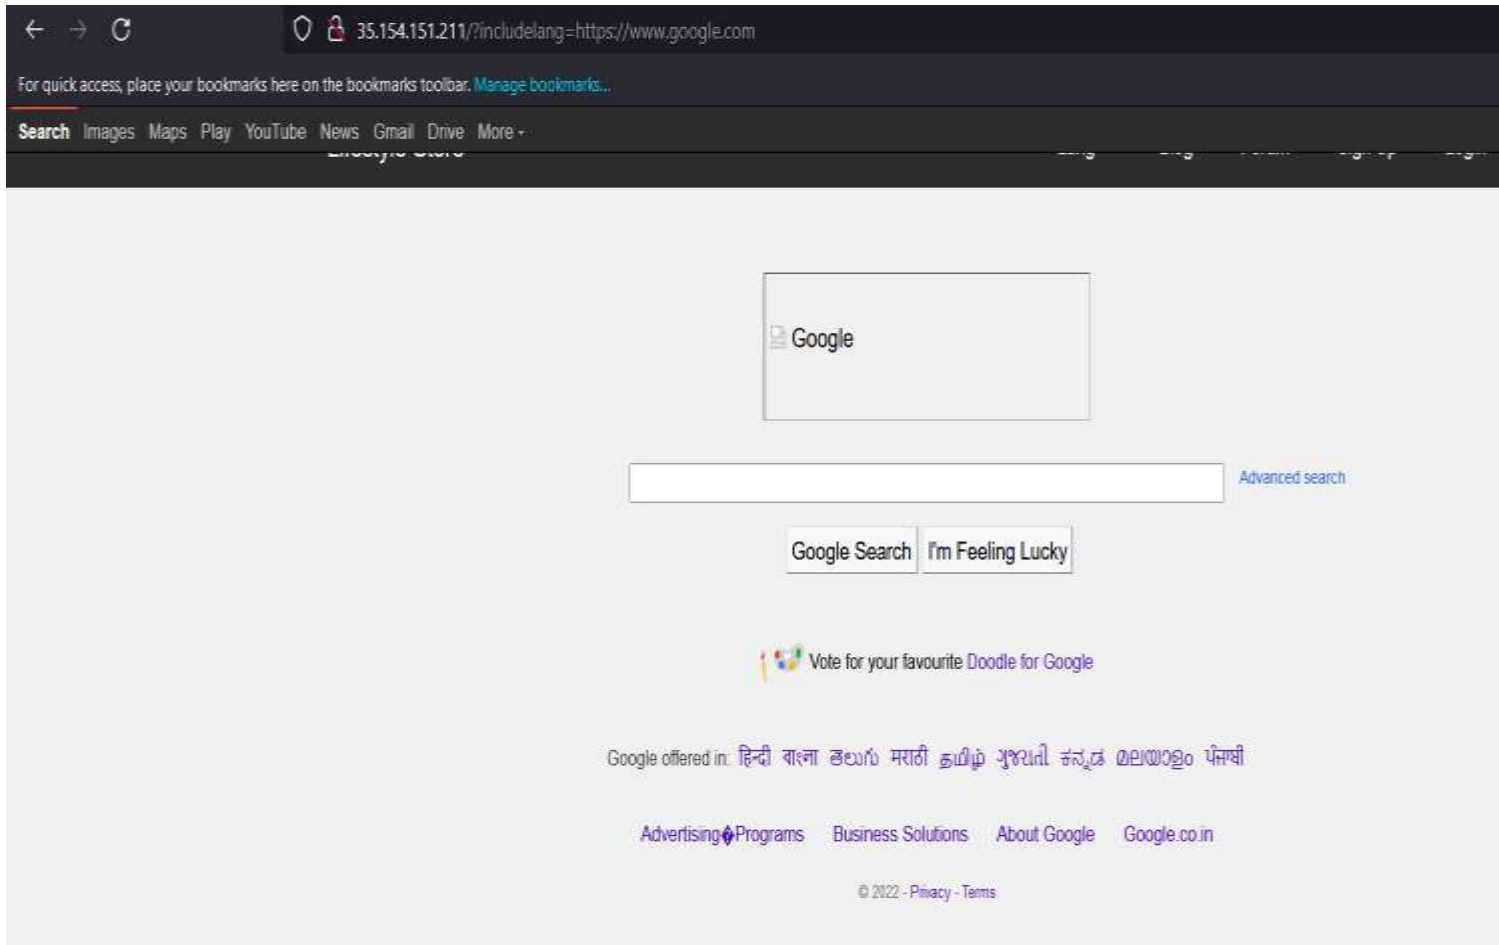 35.154.151.211/?includelang=https://www.google.com
For quick access, place your bookmarks here on the bookmarks toolbar. Manage bookmarks...
Search Images Maps Play YouTube News Gmail Drive More
Google
Advanced search
Google Search I'm Feeling Lucky
Vote for your favourite Doodle for Google
Google offered in: हिन्दी বাংলা తెలుగు मराठी தமிழ் ગુજરાતી ಕನ್ನಡ മലയാളം ਪੰਜਾਬੀ
Advertising�Programs Business Solutions About Google Google.co.in
© 2022 - Privacy - Terms